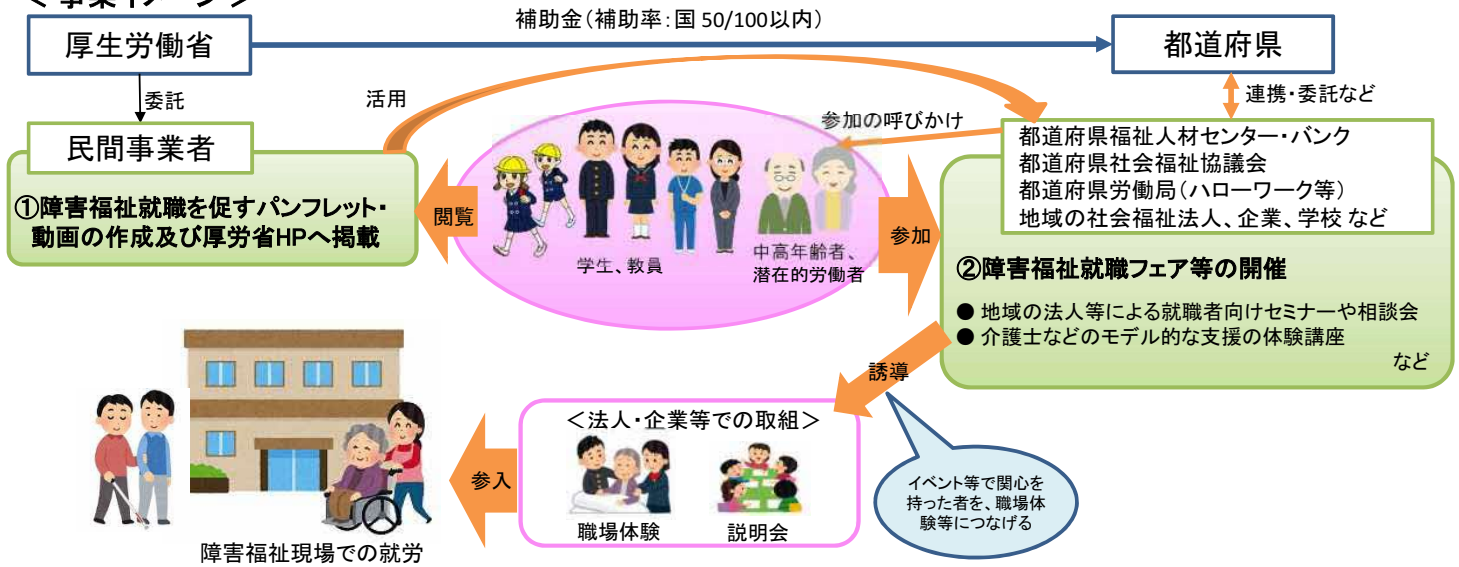 ＜ 事業イメージ ＞
補助金（補助率：国 50/100以内）
厚生労働省
都道府県
委託
活用
連携・委託など
民間事業者
①障害福祉就職を促すパンフレット・
動画の作成及び厚労省HPへ掲載
閲覧
学生、教員
中高年齢者、
潜在的労働者
参加の呼びかけ
参加
都道府県福祉人材センター・バンク
都道府県社会福祉協議会
都道府県労働局（ハローワーク等）
地域の社会福祉法人、企業、学校 など
②障害福祉就職フェア等の開催
● 地域の法人等による就職者向けセミナーや相談会
● 介護士などのモデル的な支援の体験講座
など
誘導
イベント等で関心を
持った者を、職場体
験等につなげる
＜法人・企業等での取組＞
職場体験
説明会
参入
障害福祉現場での就労